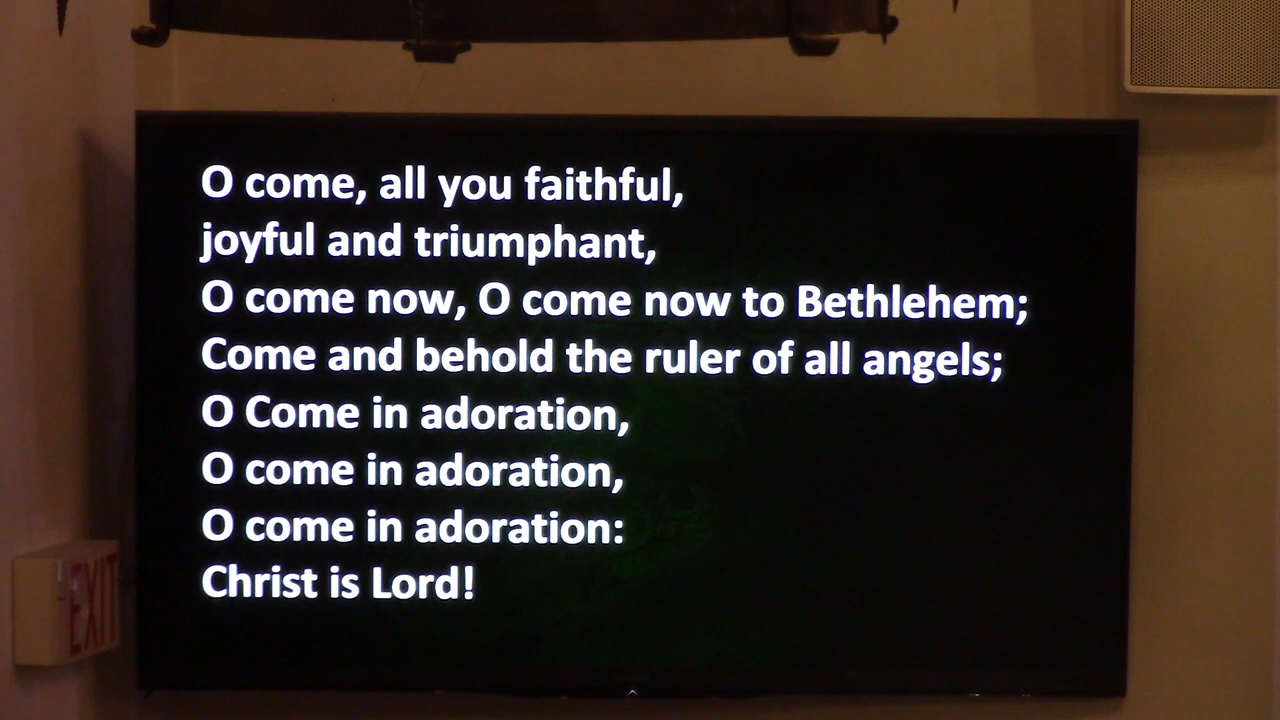 O come, all you faithful,
joyful and triumphant,
O come now, O come now to Bethlehem;
Come and behold the ruler of all angels;
O Come in adoration,
O come in adoration,
O come in adoration:
Christ is Lord!
EXIT